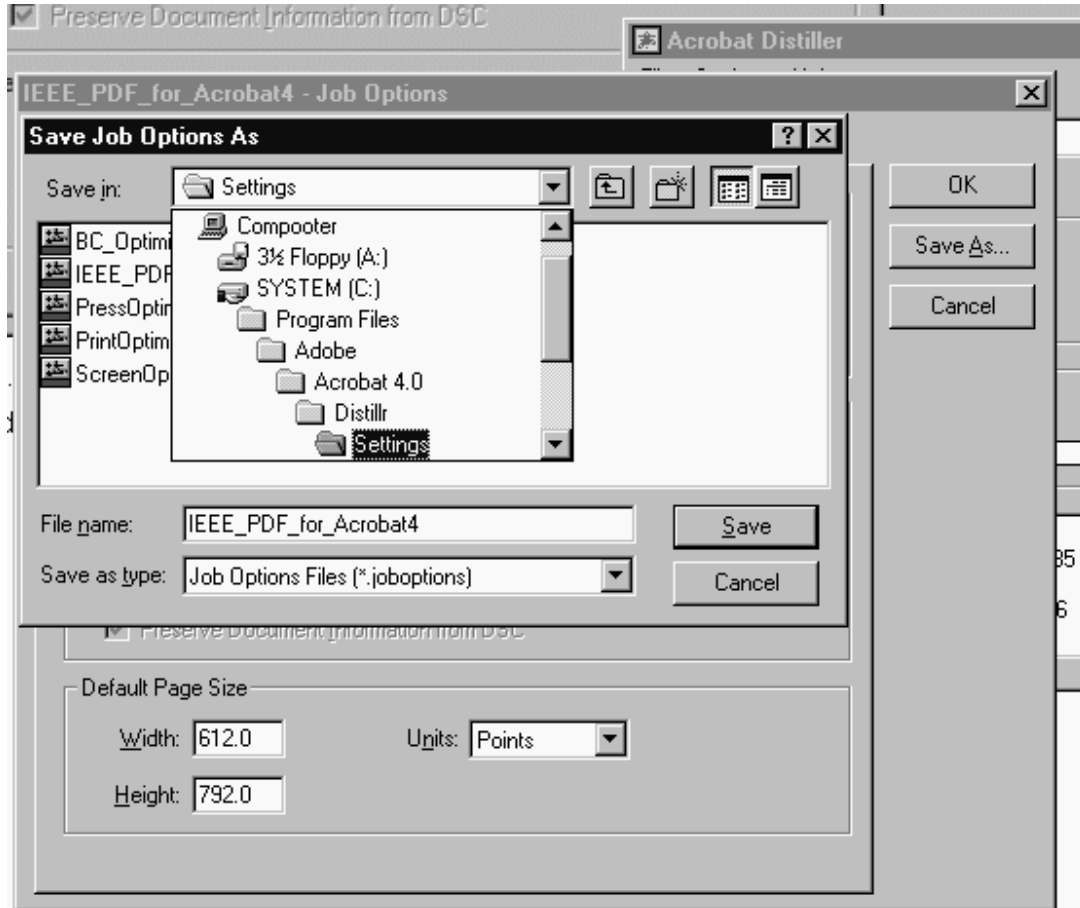 Preserve Document Information from DSC
Acrobat Distiller
IEEE_PDF_for_Acrobat4 - Job Options
Save Job Options As
Save in:
Settings
OK
Save As...
Cancel
Compooter
3½ Floppy (A:)
SYSTEM (C:)
Program Files
Adobe
Acrobat 4.0
Distillr
Settings
BC_Optimi
IEEE_PDF
PressOptim
PrintOptim
ScreenOp
File name:
IEEE_PDF_for_Acrobat4
Save
Save as type:
Job Options Files (*.joboptions)
Cancel
35
6
Preserve Document Information from DSC
Default Page Size
Width: 612.0
Units: Points
Height: 792.0